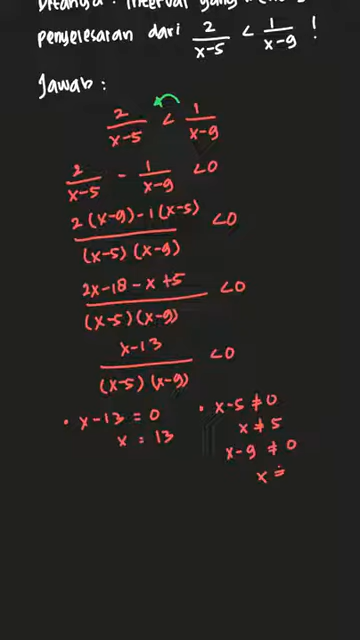 Ditanya : Interval yang
penyelesaian dari 2/(x-5) < 1/(x-9) !
Jawab :
2/(x-5) < 1/(x-9)
2/(x-5) - 1/(x-9) < 0
2(x-9)-1(x-5)/(x-5)(x-9) < 0
2x-18-x+5/(x-5)(x-9) < 0
x-13/(x-5)(x-9) < 0
• x-13 = 0
x = 13
• x-5 ≠ 0
x ≠ 5
x-9 ≠ 0
x =